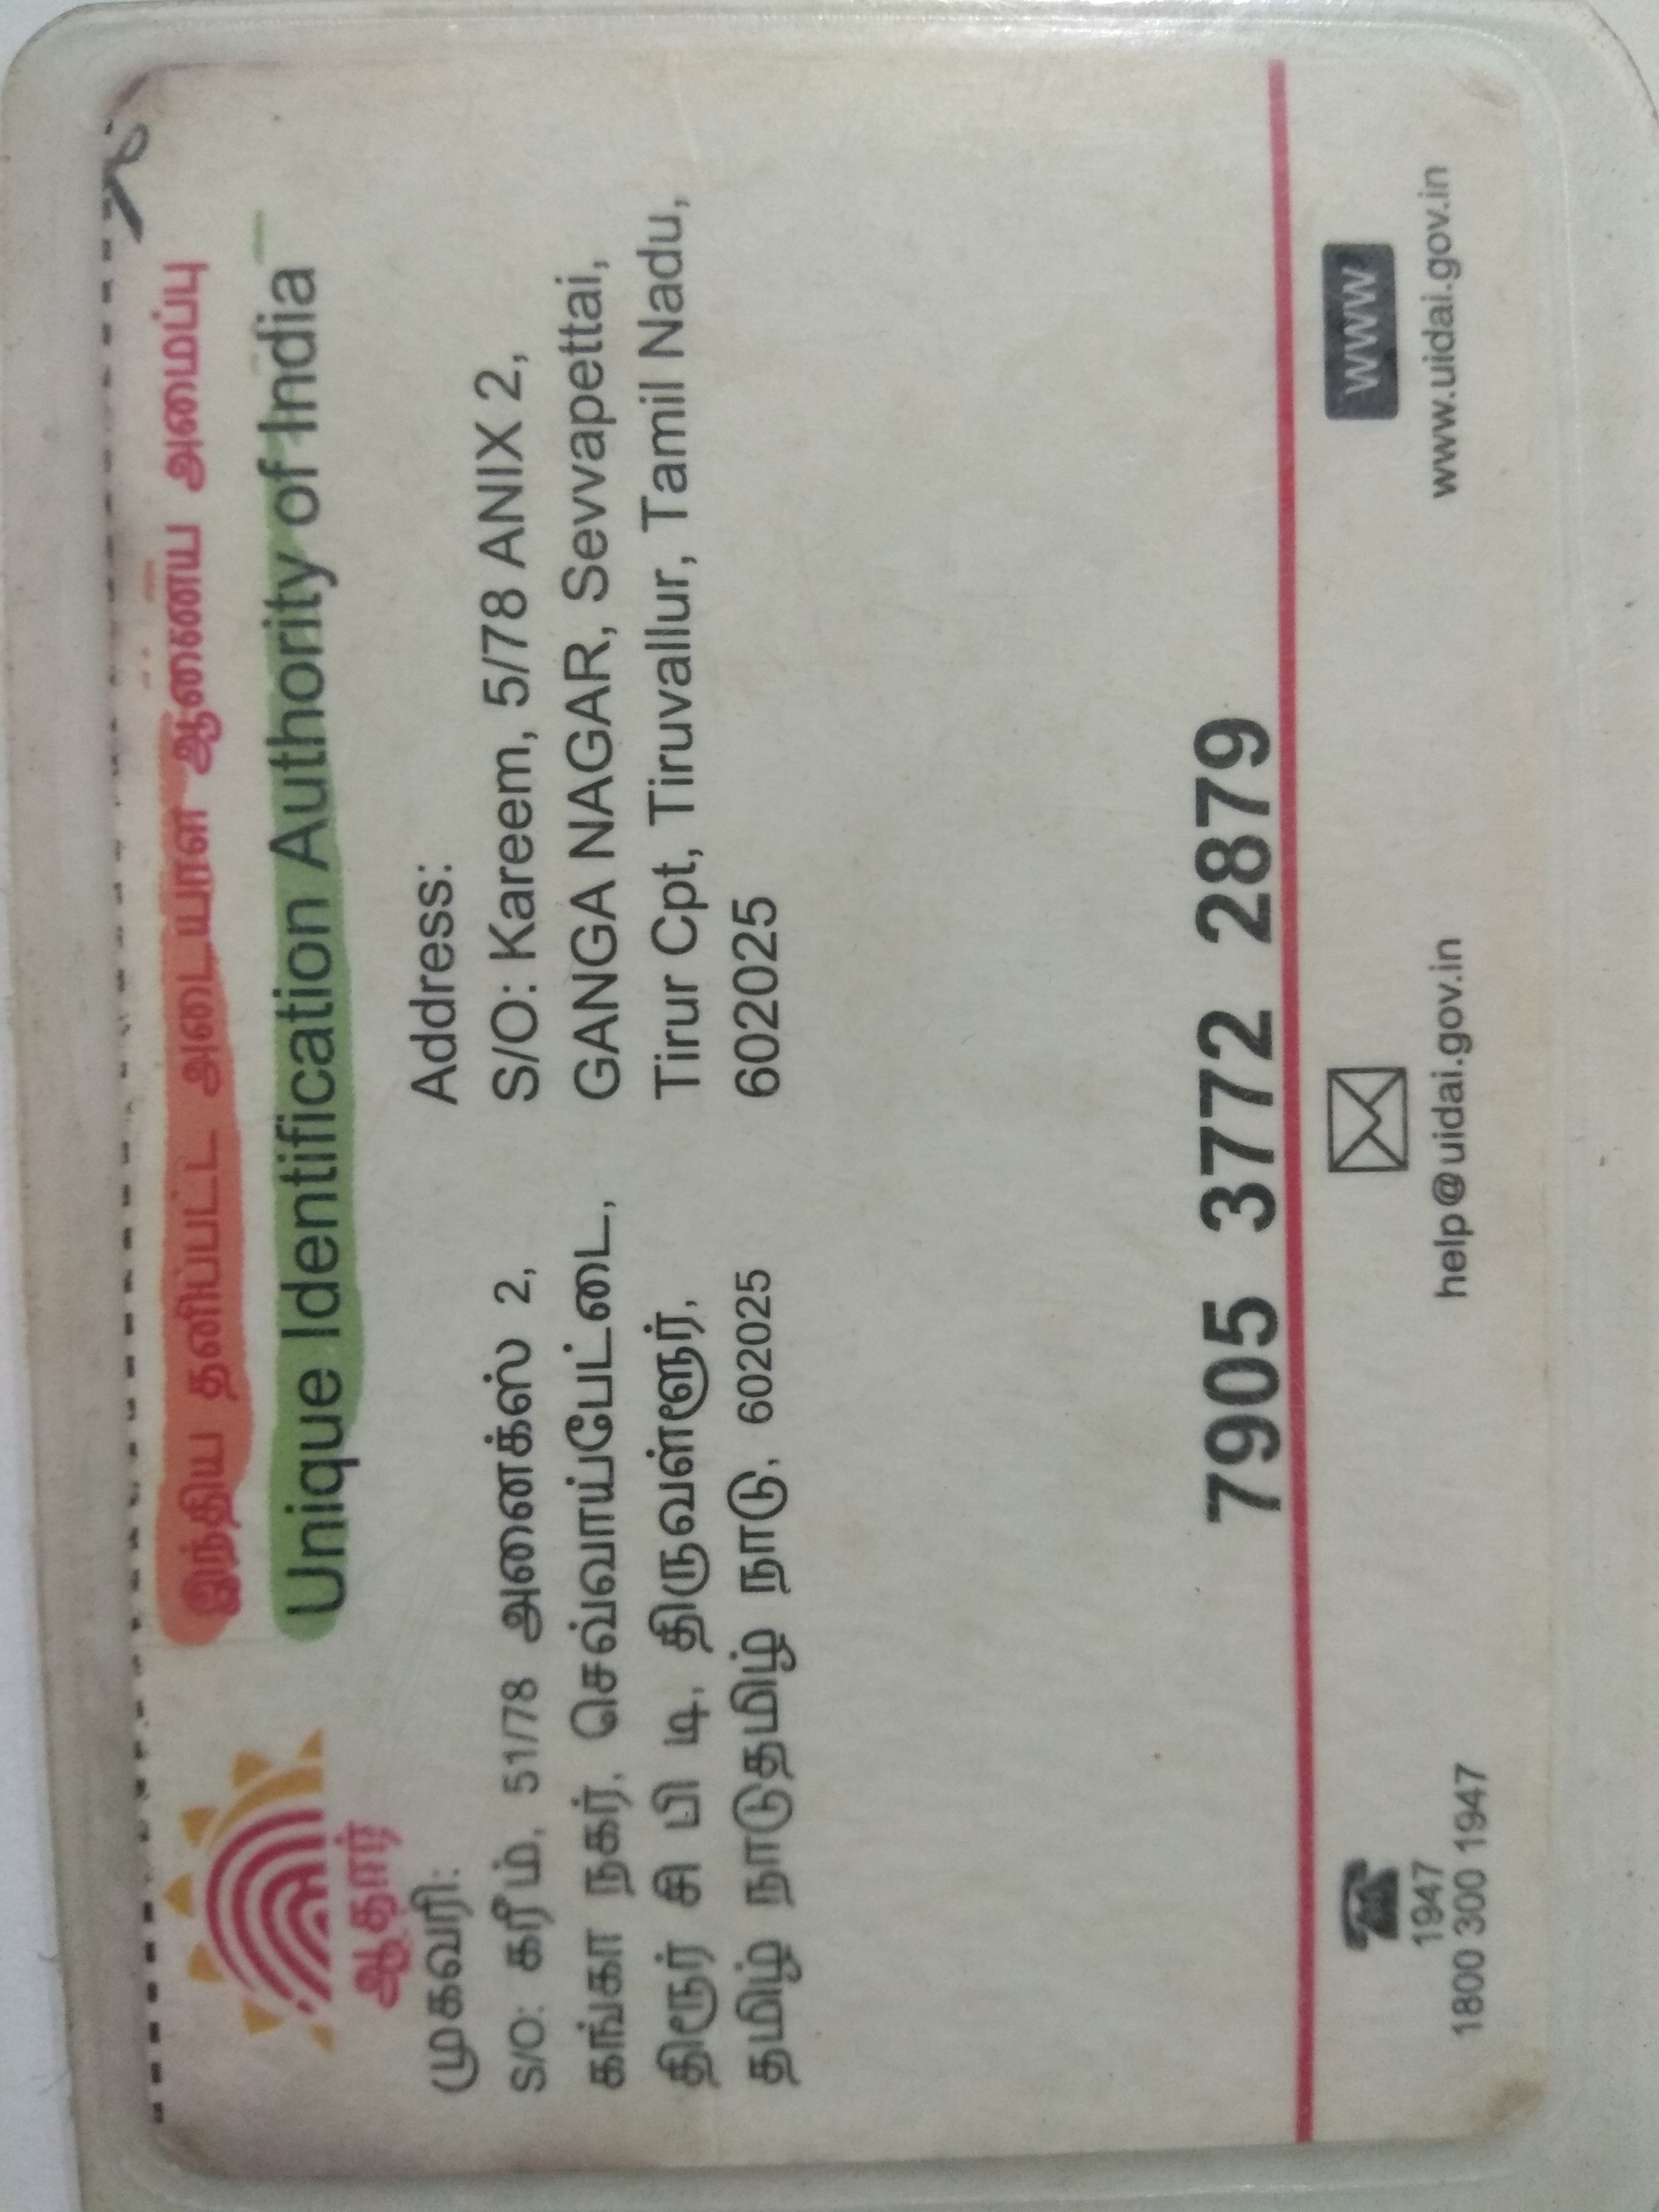 இந்திய தனிப்பட்ட அடையாள ஆணைய அமைப்பு
Unique Identification Authority of India
ஆதார்
முகவரி:
S/O: கரீம், 51/78 அனைக்ஸ் 2,
கங்கா நகர், செவ்வாய்பேட்டை,
திரூர் சி பி டி, திருவள்ளூர்,
தமிழ் நாடுதமிழ் நாடு, 602025
Address:
S/O: Kareem, 5/78 ANIX 2,
GANGA NAGAR, Sevvapettai,
Tirur Cpt, Tiruvallur, Tamil Nadu,
602025
7905 3772 2879
1947
1800 300 1947
help@uidai.gov.in
WWW
www.uidai.gov.in